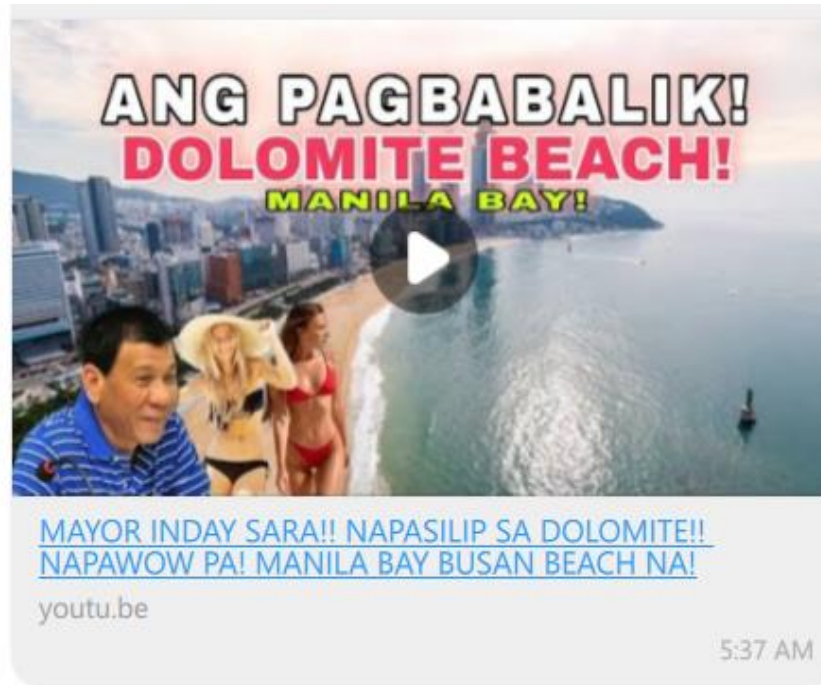 ANG PAGBABALIK!
DOLOMITE BEACH!
MANILA BAY!
MAYOR INDAY SARA!! NAPASILIP SA DOLOMITE!!
NAPAWOW PA! MANILA BAY BUSAN BEACH NA!
youtu.be
5:37 AM